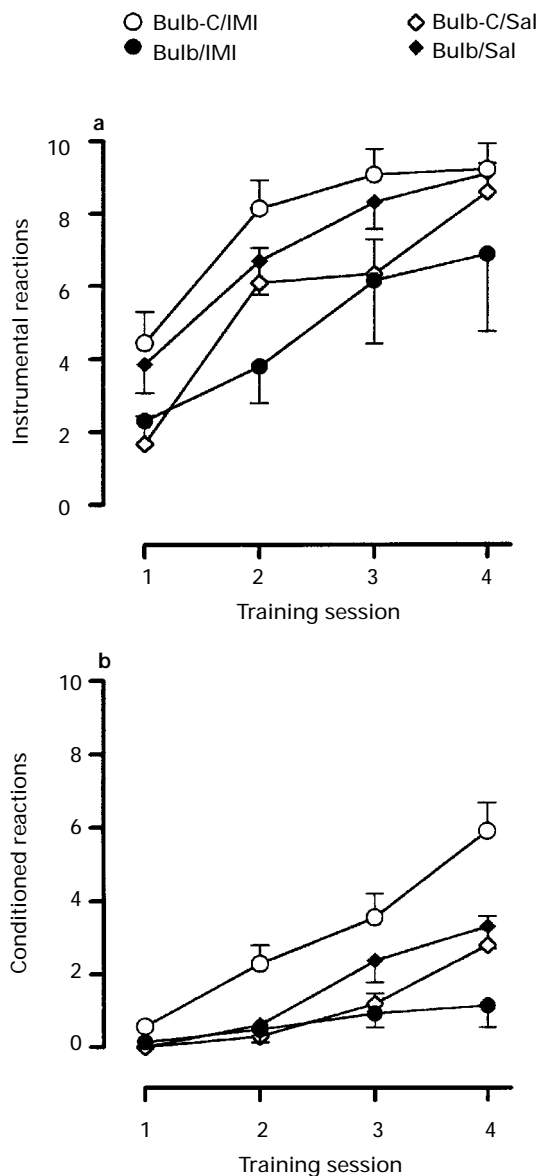 Bulb-C/IMI
Bulb-C/Sal
Bulb/IMI
Bulb/Sal
a
10
8
6
4
2
0
Instrumental reactions
1 2 3 4
Training session
b
10
8
6
4
2
0
Conditioned reactions
1 2 3 4
Training session